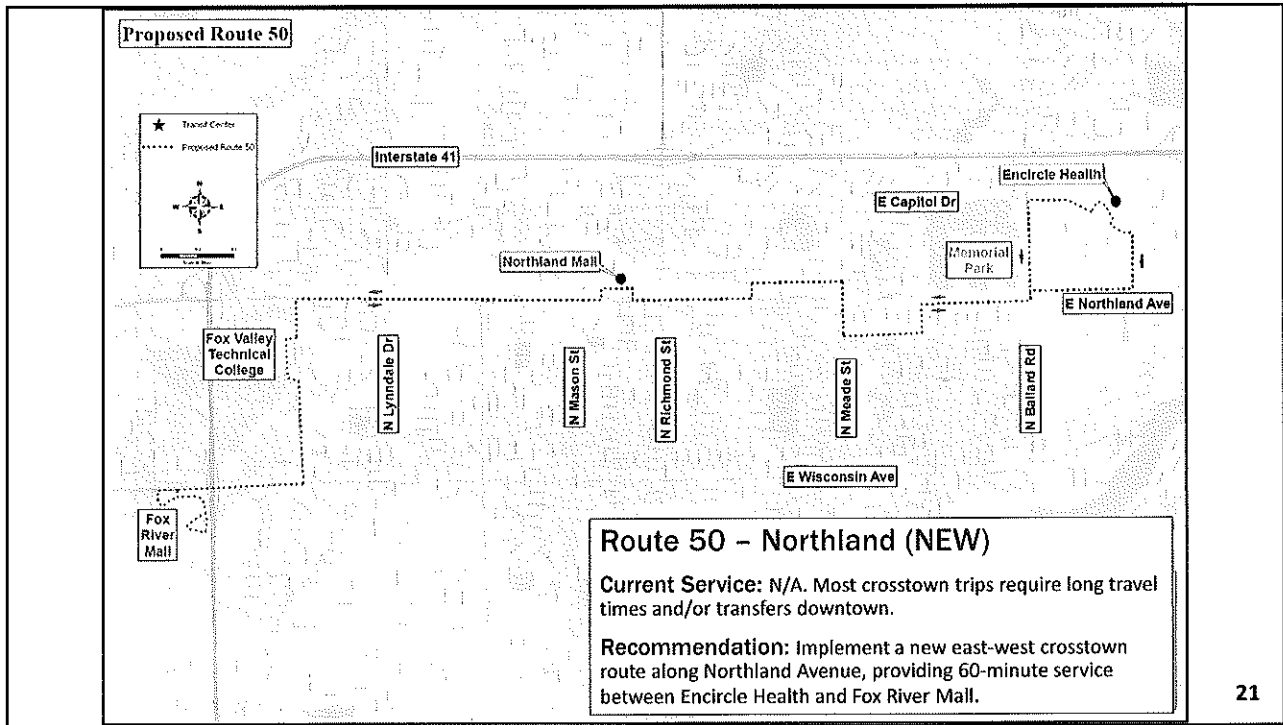 Proposed Route 50
Transit Center
Proposed Route 50
N
W
E
S
Interstate 41
Encircle Health
E Capitol Dr
Memorial
Park
Northland Mall
E Northland Ave
Fox Valley
Technical
College
N Lynndale Dr
N Mason St
N Richmond St
N Meade St
N Ballard Rd
E Wisconsin Ave
Fox
River
Mall
Route 50 – Northland (NEW)
Current Service: N/A. Most crosstown trips require long travel
times and/or transfers downtown.
Recommendation: Implement a new east-west crosstown
route along Northland Avenue, providing 60-minute service
between Encircle Health and Fox River Mall.
21